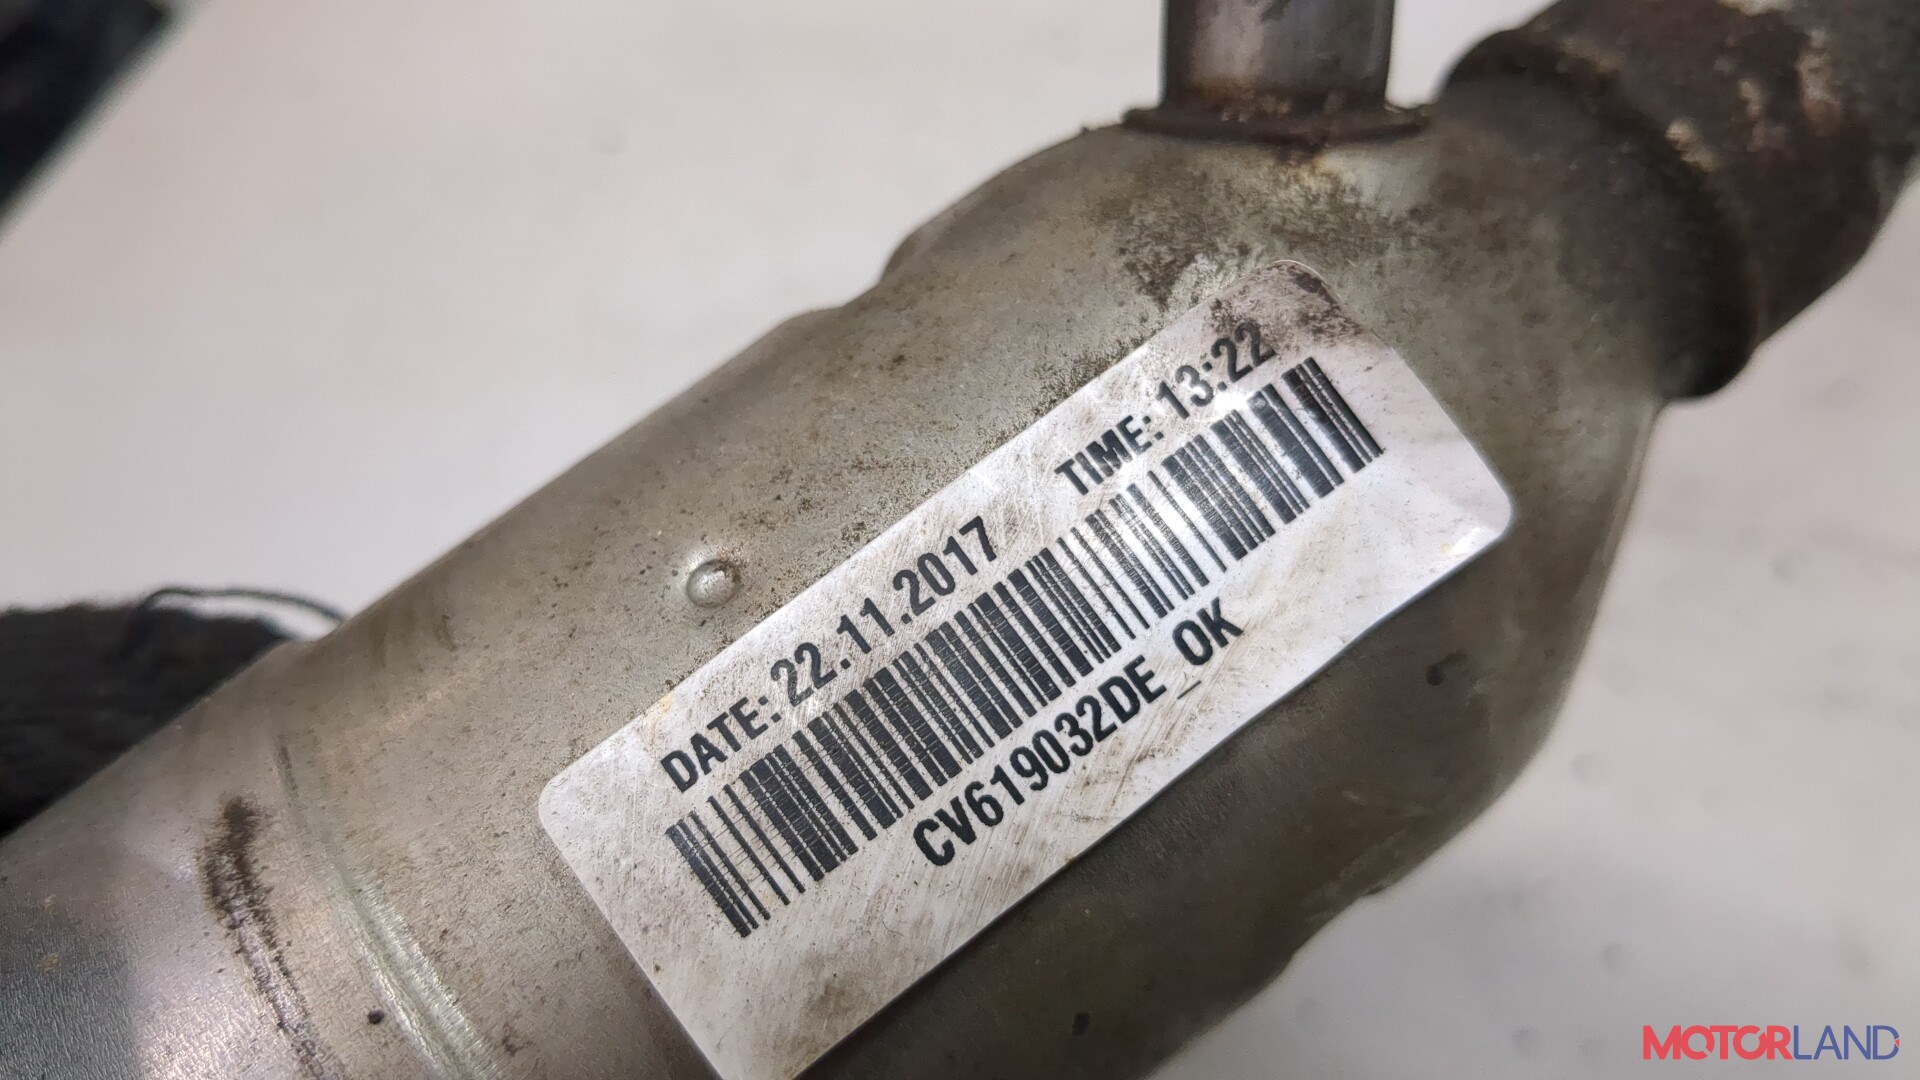 DATE: 22.11.2017 TIME: 13:22
CV619032DE_OK
MOTORLAND